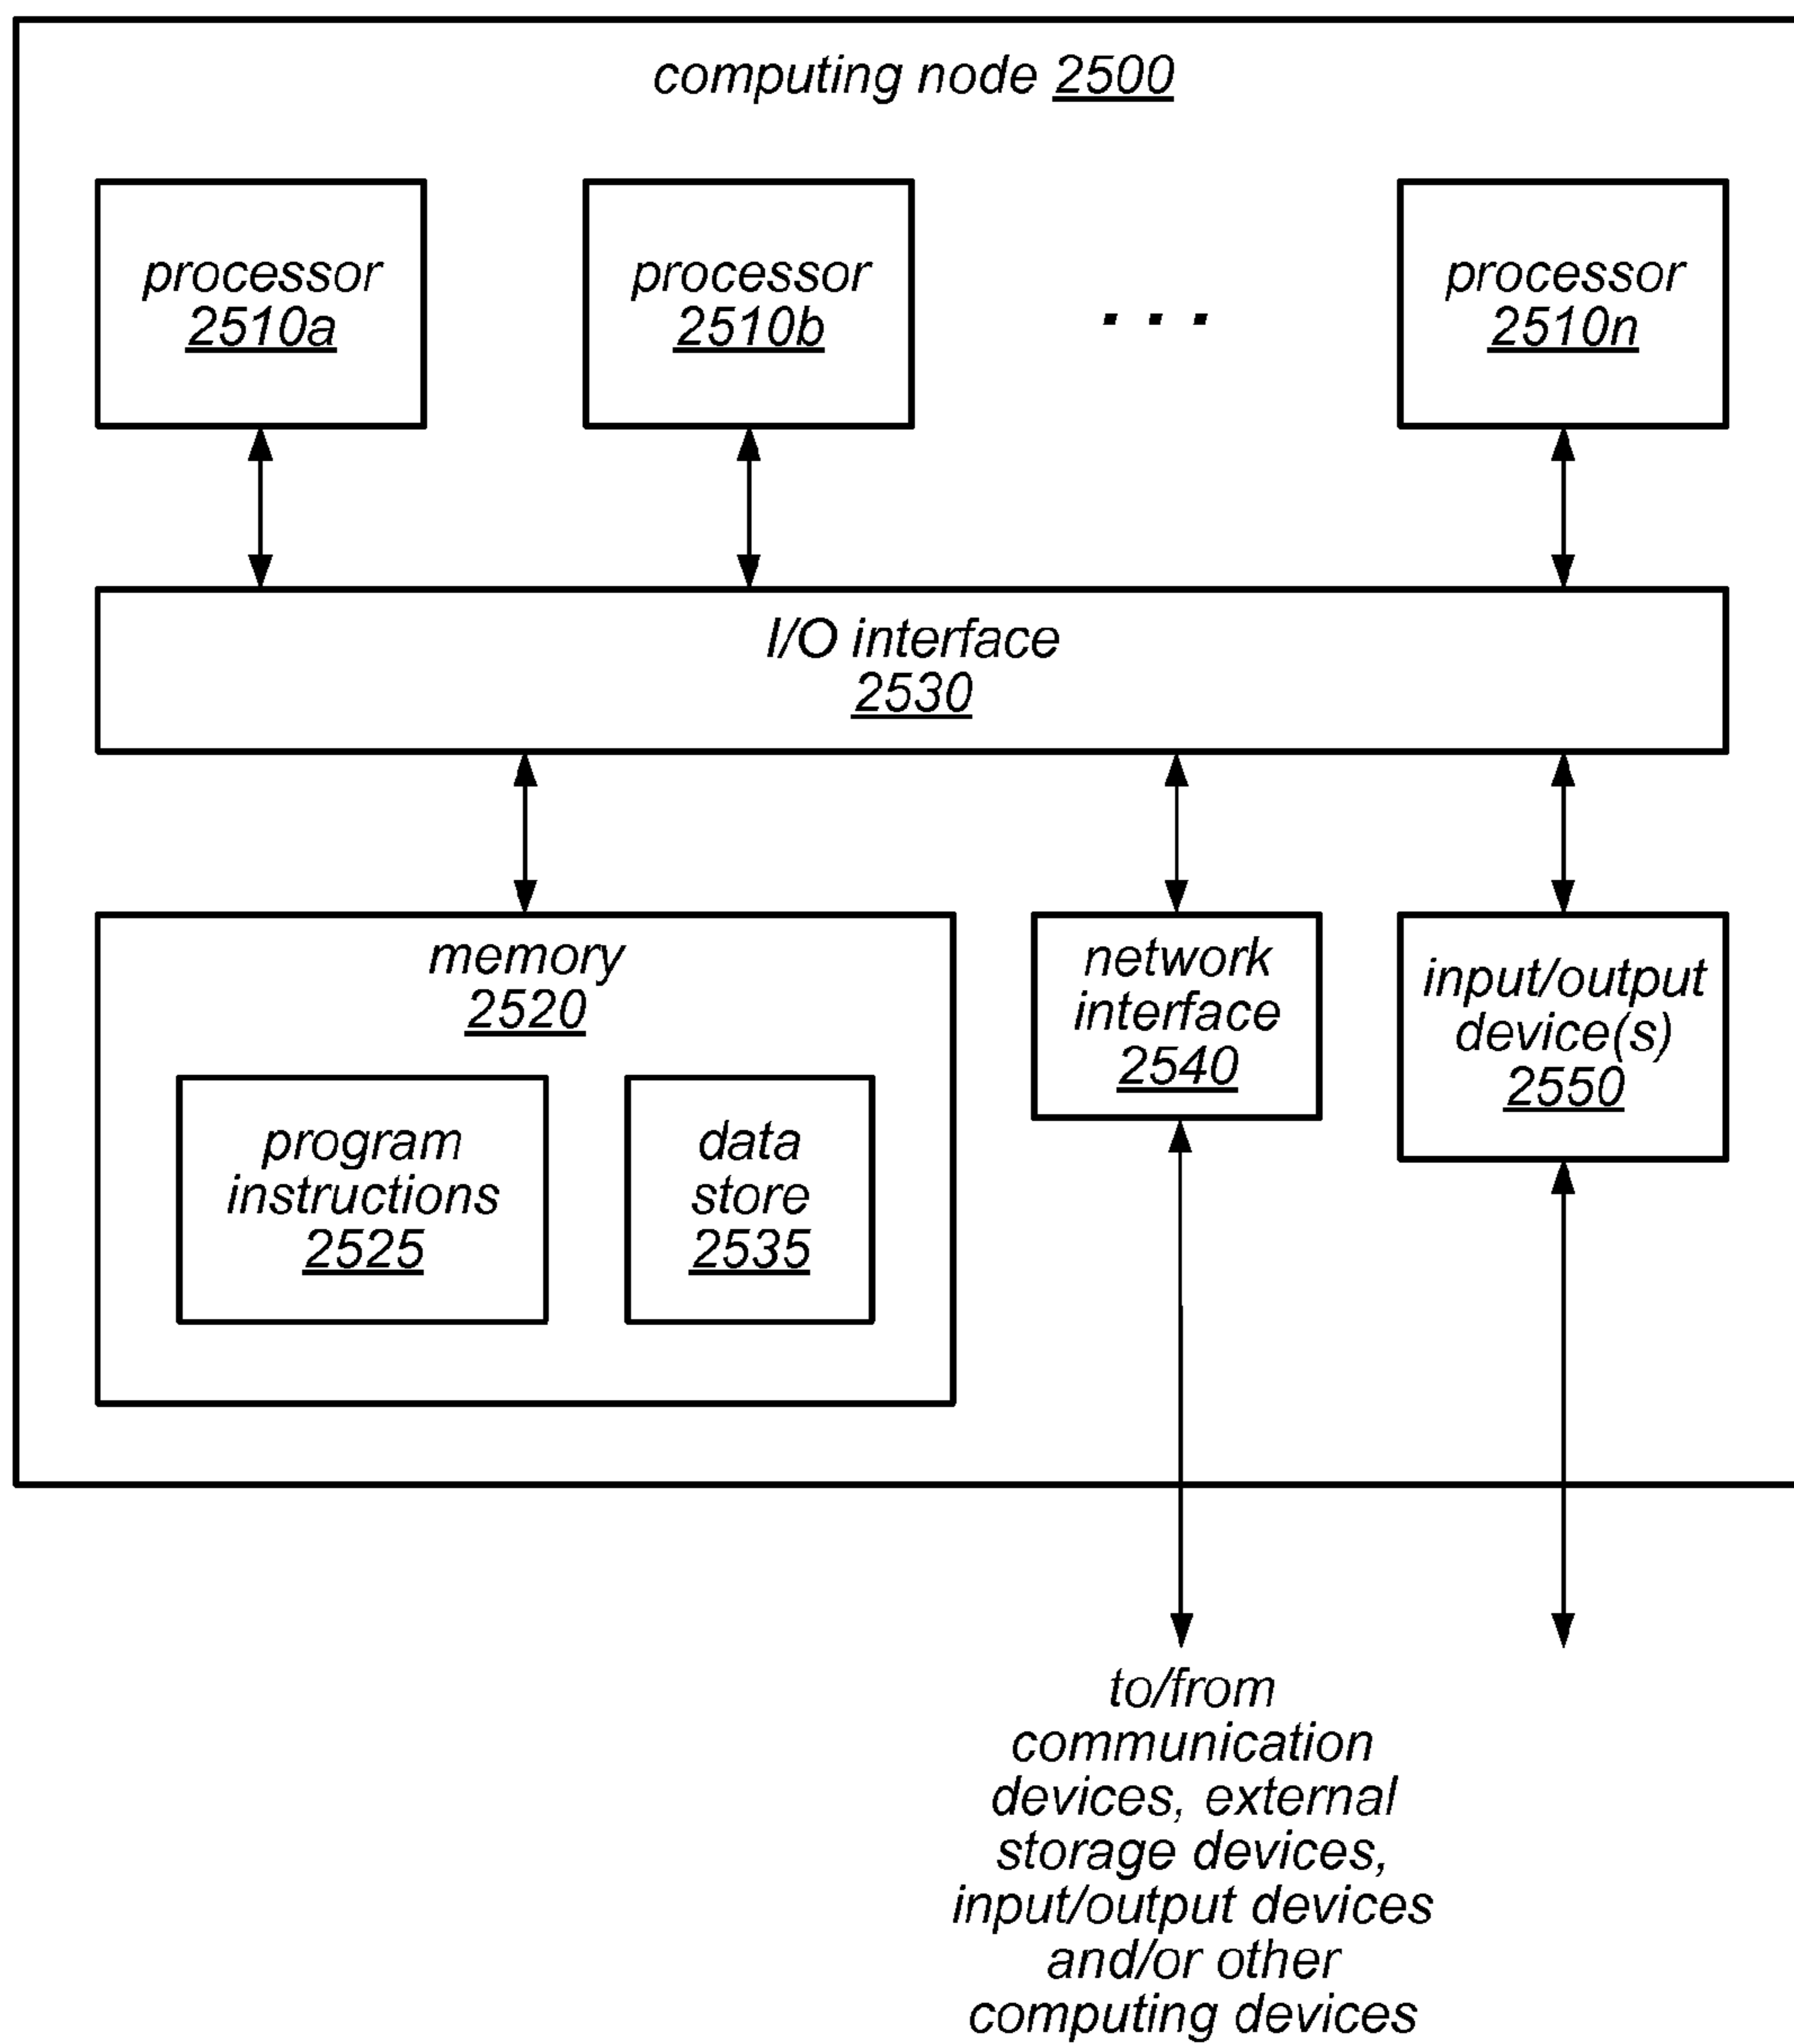 computing node 2500
processor
2510a
processor
2510b
. . .
processor
2510n
I/O interface
2530
memory
2520
program
instructions
2525
data
store
2535
network
interface
2540
input/output
device(s)
2550
to/from
communication
devices, external
storage devices,
input/output devices
and/or other
computing devices